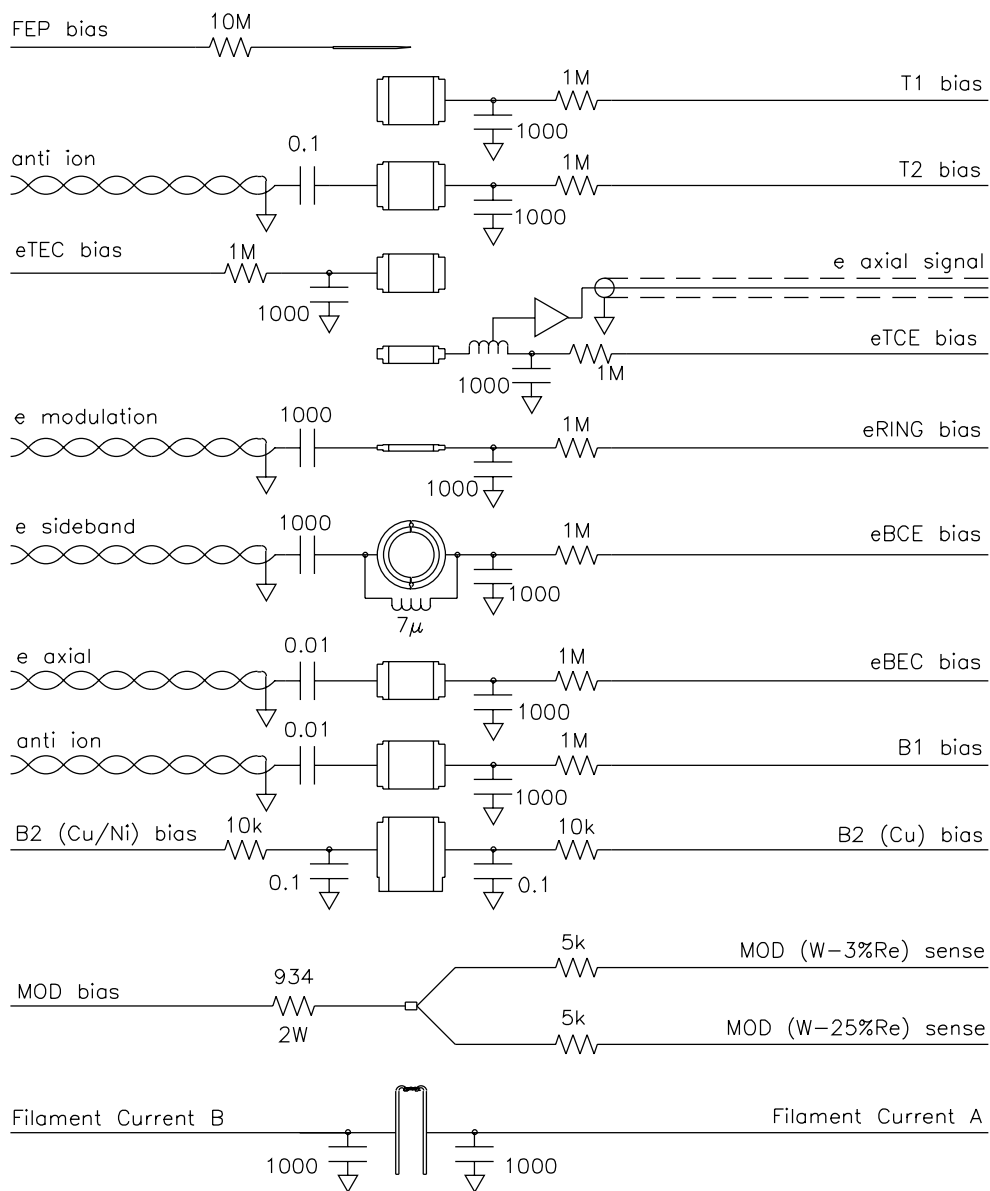 FEP bias
10M
1M
T1 bias
1000
anti ion
0.1
1M
T2 bias
1000
eTEC bias
1M
1000
e axial signal
eTCE bias
1000
1M
e modulation
1000
1M
eRING bias
1000
e sideband
1000
1M
eBCE bias
1000
7μ
e axial
0.01
1M
eBEC bias
1000
anti ion
0.01
1M
B1 bias
1000
B2 (Cu/Ni) bias
10k
10k
B2 (Cu) bias
0.1
0.1
5k
MOD (W-3%Re) sense
MOD bias
934
2W
5k
MOD (W-25%Re) sense
Filament Current B
Filament Current A
1000
1000